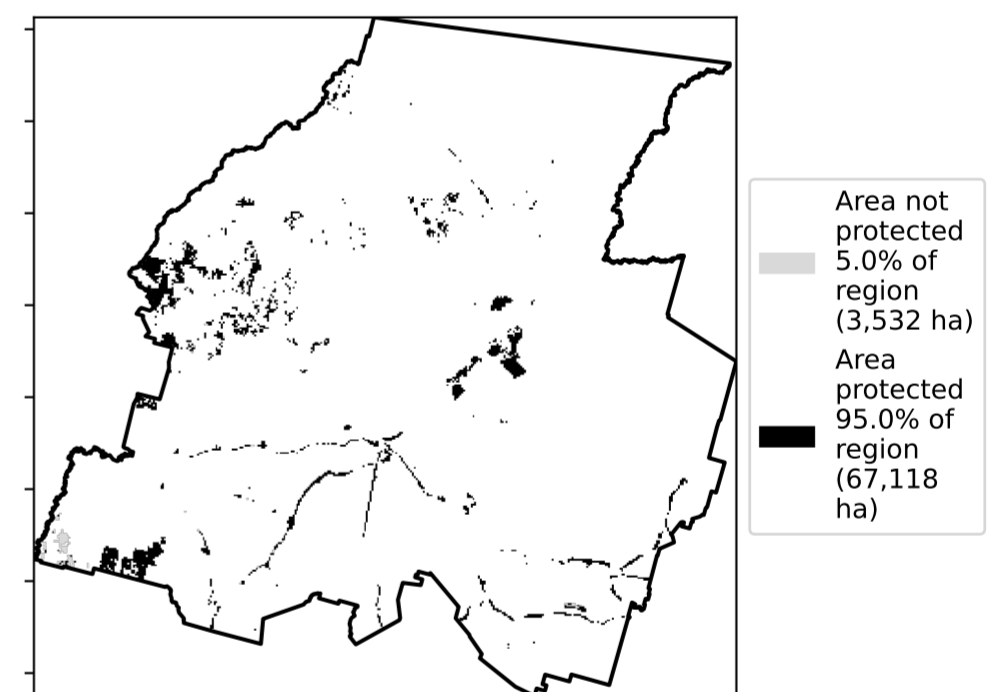 Area not
protected
5.0% of
region
(3,532 ha)
Area
protected
95.0% of
region
(67,118
ha)